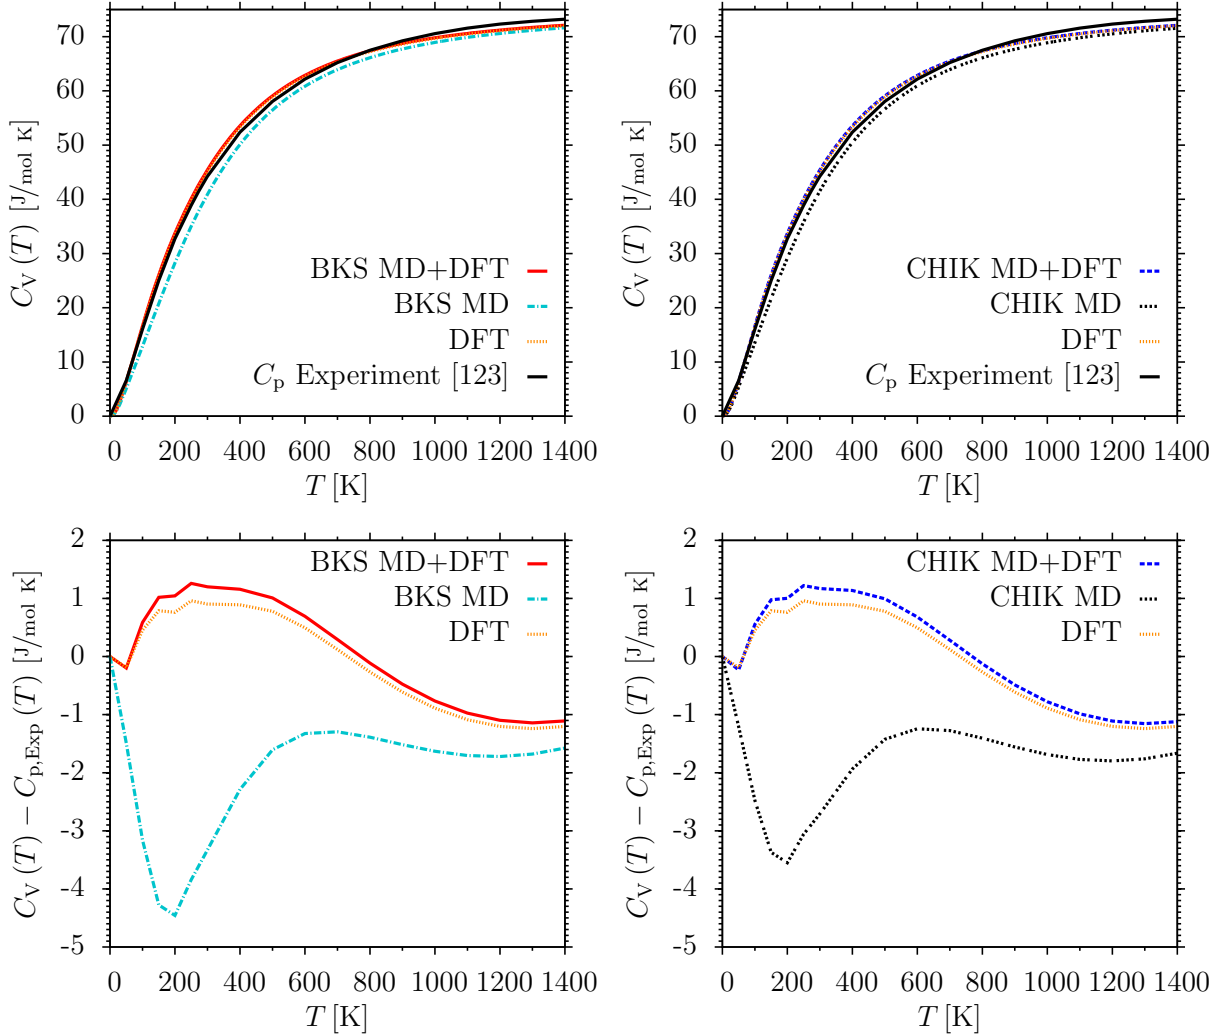 70
60
50
40
30
20
10
0
C_V (T) [J/mol K]
BKS MD+DFT
BKS MD
DFT
C_p Experiment [123]
0 200 400 600 800 1000 1200 1400
T [K]
70
60
50
40
30
20
10
0
C_V (T) [J/mol K]
CHIK MD+DFT
CHIK MD
DFT
C_p Experiment [123]
0 200 400 600 800 1000 1200 1400
T [K]
2
1
0
-1
-2
-3
-4
-5
C_V (T) − C_p,Exp (T) [J/mol K]
BKS MD+DFT
BKS MD
DFT
0 200 400 600 800 1000 1200 1400
T [K]
2
1
0
-1
-2
-3
-4
-5
C_V (T) − C_p,Exp (T) [J/mol K]
CHIK MD+DFT
CHIK MD
DFT
0 200 400 600 800 1000 1200 1400
T [K]